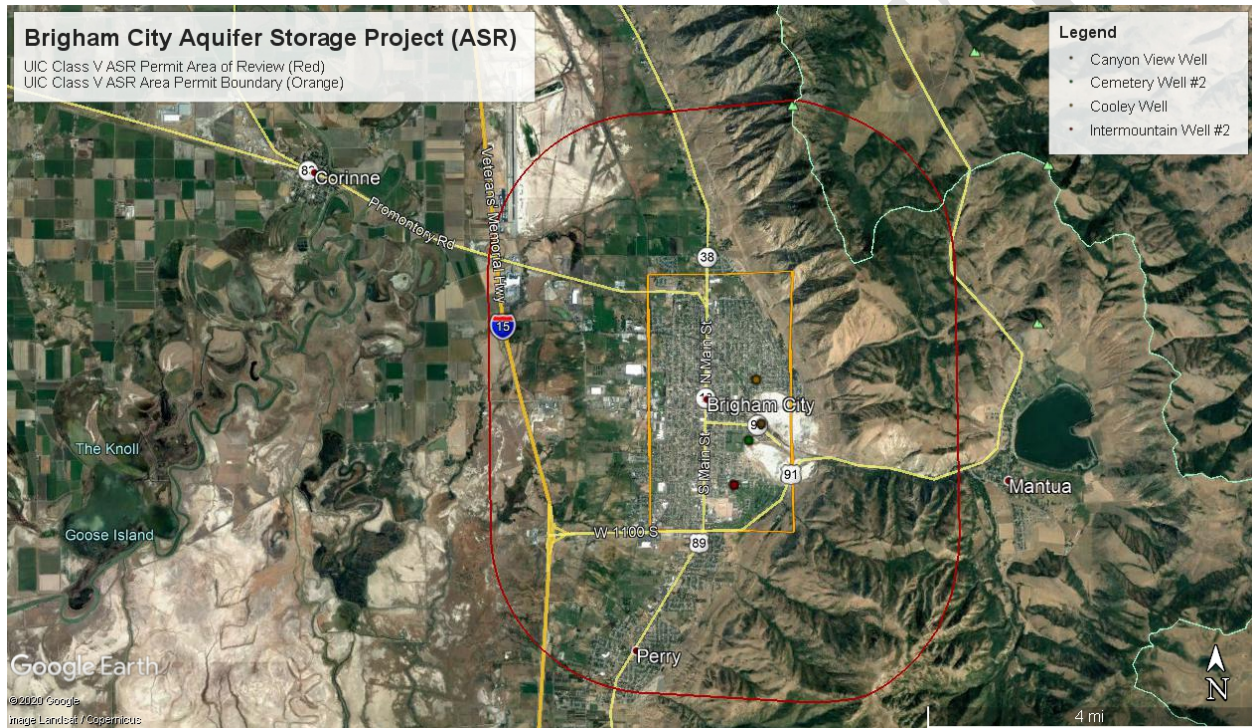 Brigham City Aquifer Storage Project (ASR)
UIC Class V ASR Permit Area of Review (Red)
UIC Class V ASR Area Permit Boundary (Orange)
Legend
Canyon View Well
Cemetery Well #2
Cooley Well
Intermountain Well #2
Corinne
Promontory Rd
Veterans Memorial Hwy
38
15
N Main St
Brigham City
The Knoll
S Main St
91
Mantua
Goose Island
W 1100 S
89
Perry
Google Earth
N
©2020 Google
Image Landsat / Copernicus
4 mi